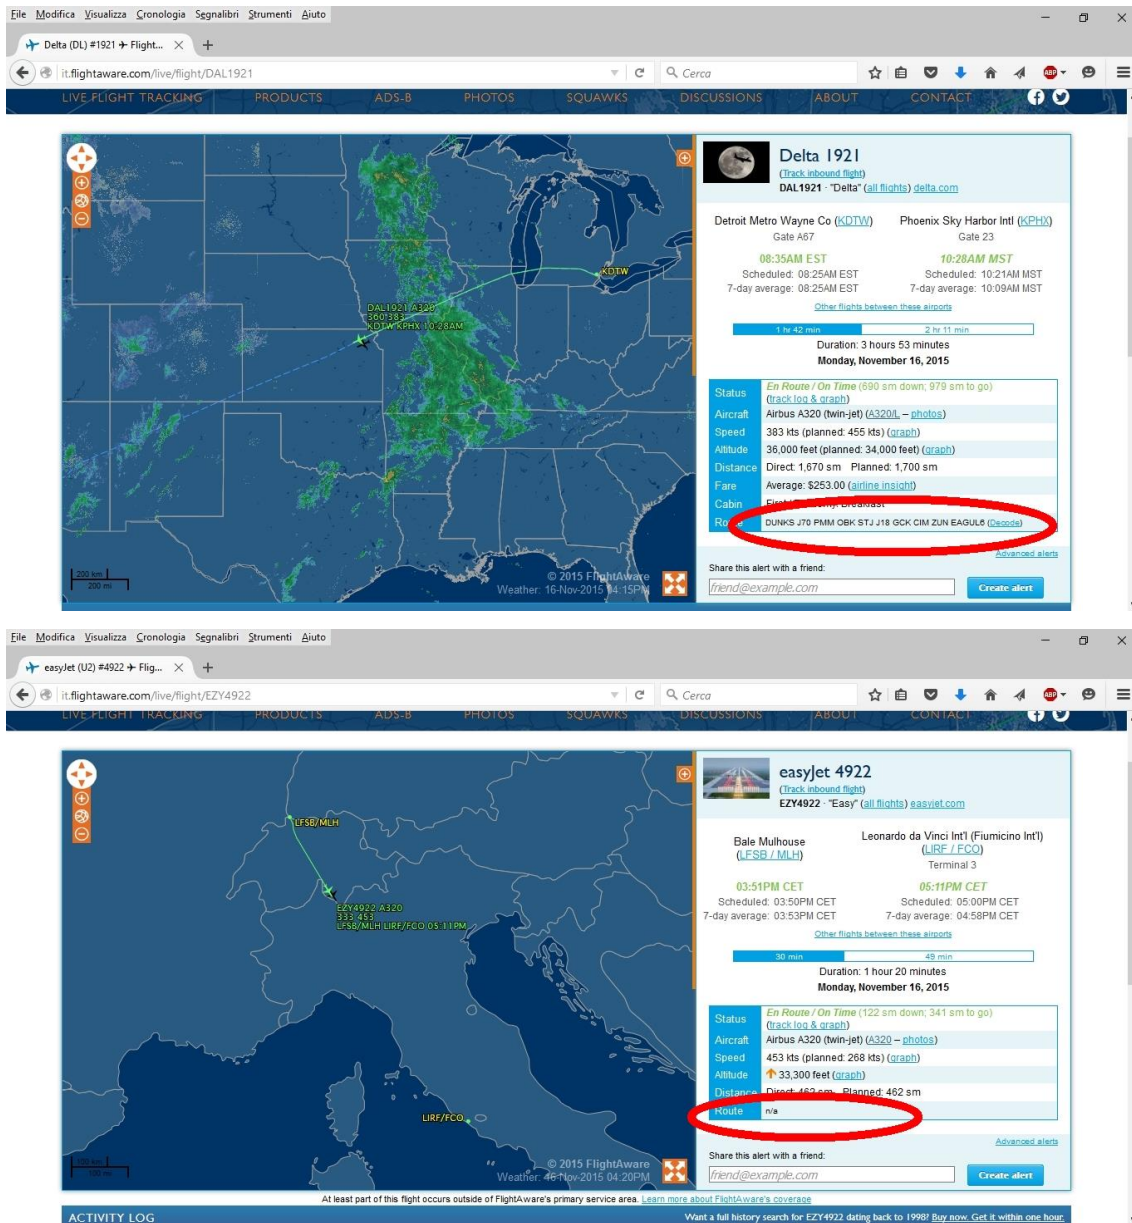 File Modifica Visualizza Cronologia Segnalibri Strumenti Aiuto
Delta (DL) #1921 ✈ Flight...
it.flightaware.com/live/flight/DAL1921
Cerca
LIVE FLIGHT TRACKING PRODUCTS ADS-B PHOTOS SQUAWKS DISCUSSIONS ABOUT CONTACT
Delta 1921
(Track inbound flight)
DAL1921 - "Delta" (all flights) delta.com
Detroit Metro Wayne Co (KDTW) Phoenix Sky Harbor Intl (KPHX)
Gate A67 Gate 23
08:35AM EST 10:28AM MST
Scheduled: 08:25AM EST Scheduled: 10:21AM MST
7-day average: 08:25AM EST 7-day average: 10:09AM MST
Other flights between these airports
1 hr 42 min 2 hr 11 min
Duration: 3 hours 53 minutes
Monday, November 16, 2015
Status En Route / On Time (690 sm down; 979 sm to go)
(track log & graph)
Aircraft Airbus A320 (twin-jet) (A320/L – photos)
Speed 383 kts (planned: 455 kts) (graph)
Altitude 36,000 feet (planned: 34,000 feet) (graph)
Distance Direct: 1,670 sm Planned: 1,700 sm
Fare Average: $253.00 (airline insight)
Cabin
DUNKS J70 PMM OBK STJ J18 GCK CIM ZUN EAGUL6 (Decode)
Advanced alerts
Share this alert with a friend:
friend@example.com Create alert
KDTW
DAL1921 A320
360 383
KDTW KPHX 10:28AM
200 km
200 mi
© 2015 FlightAware
Weather: 16-Nov-2015 04:15PM
File Modifica Visualizza Cronologia Segnalibri Strumenti Aiuto
easyJet (U2) #4922 ✈ Flig...
it.flightaware.com/live/flight/EZY4922
Cerca
LIVE FLIGHT TRACKING PRODUCTS ADS-B PHOTOS SQUAWKS DISCUSSIONS ABOUT CONTACT
easyJet 4922
(Track inbound flight)
EZY4922 - "Easy" (all flights) easyjet.com
Bale Mulhouse Leonardo da Vinci Int'l (Fiumicino Int'l)
(LFSB / MLH) (LIRF / FCO)
Terminal 3
03:51PM CET 05:11PM CET
Scheduled: 03:50PM CET Scheduled: 05:00PM CET
7-day average: 03:53PM CET 7-day average: 04:58PM CET
Other flights between these airports
30 min 49 min
Duration: 1 hour 20 minutes
Monday, November 16, 2015
Status En Route / On Time (122 sm down; 341 sm to go)
(track log & graph)
Aircraft Airbus A320 (twin-jet) (A320 – photos)
Speed 453 kts (planned: 268 kts) (graph)
Altitude 33,300 feet (graph)
Distance Direct: 462 sm Planned: 462 sm
Route n/a
Advanced alerts
Share this alert with a friend:
friend@example.com Create alert
LFSB/MLH
EZY4922 A320
333 453
LFSB/MLH LIRF/FCO 05:11PM
LIRF/FCO
100 km
100 mi
© 2015 FlightAware
Weather: 16-Nov-2015 04:20PM
At least part of this flight occurs outside of FlightAware's primary service area. Learn more about FlightAware's coverage
ACTIVITY LOG Want a full history search for EZY4922 dating back to 1998? Buy now. Get it within one hour.